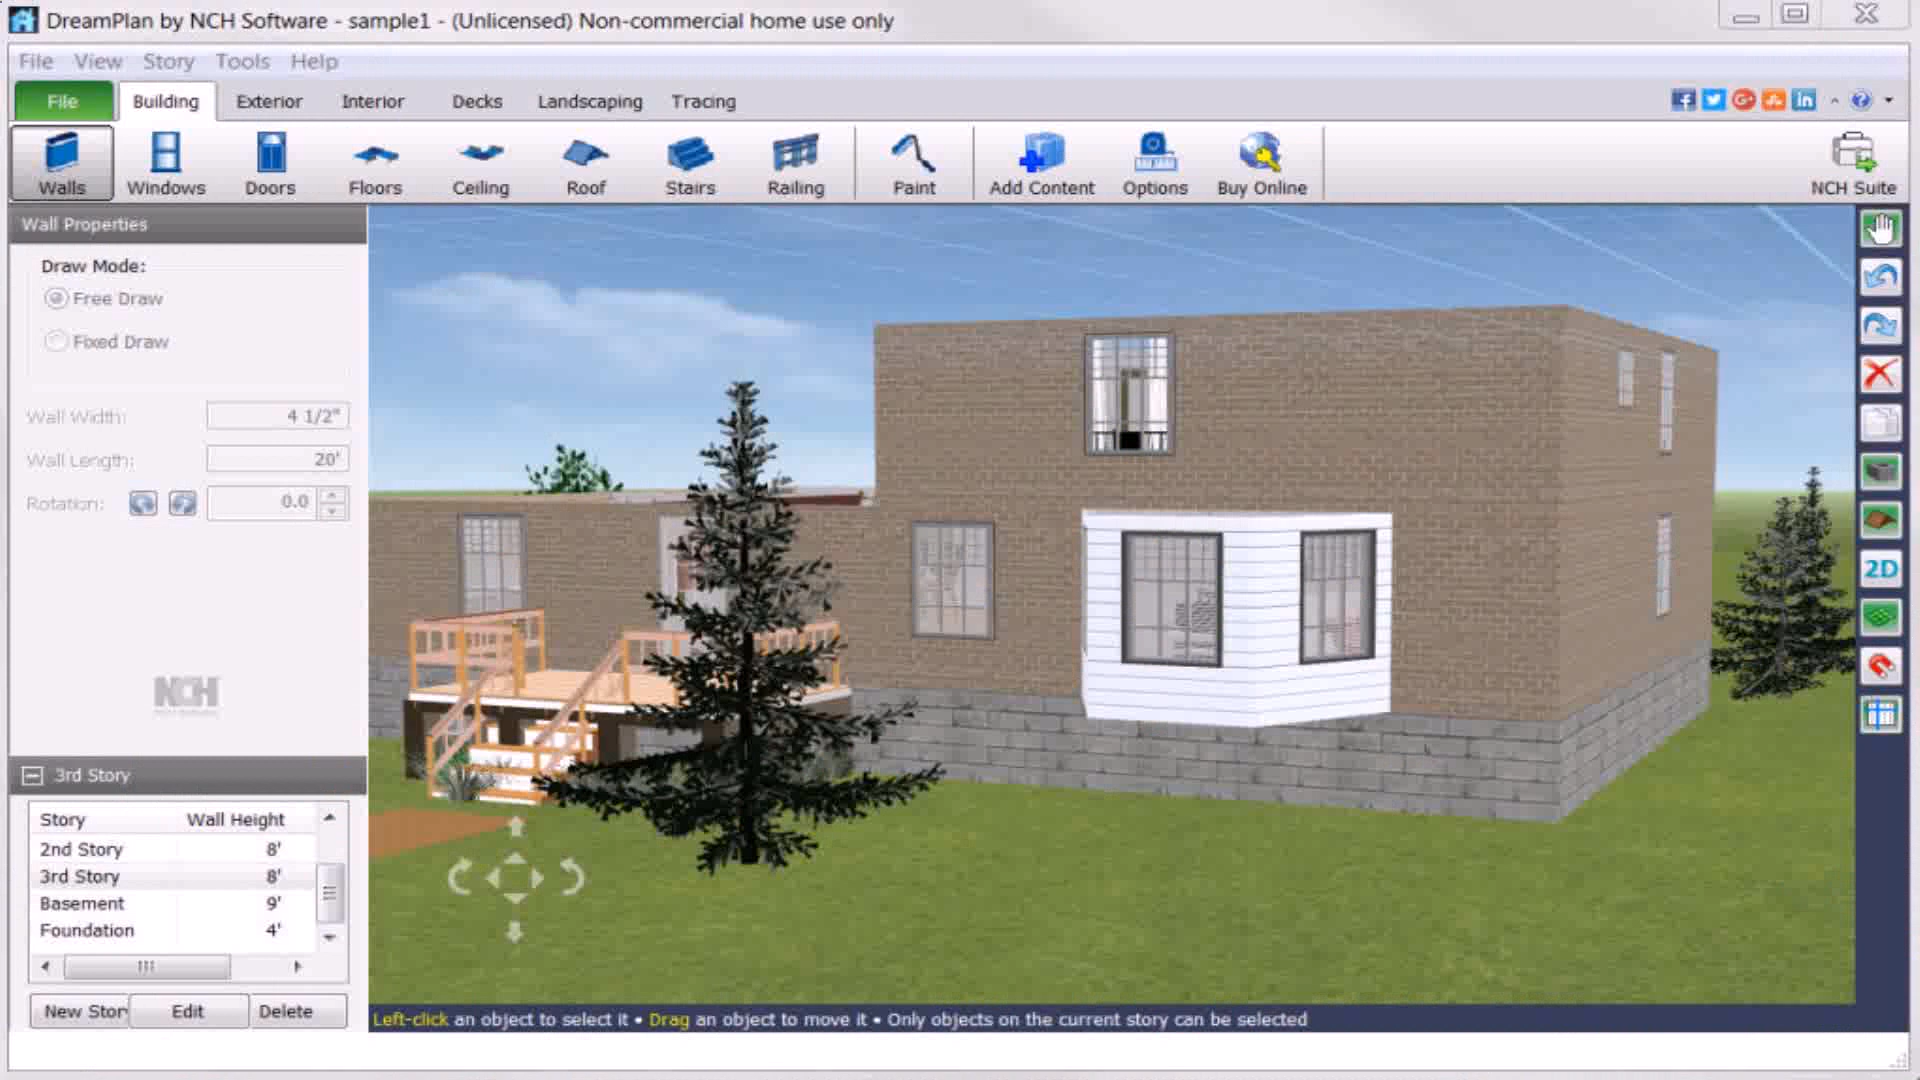 DreamPlan by NCH Software - sample1 - (Unlicensed) Non-commercial home use only
File View Story Tools Help
File Building Exterior Interior Decks Landscaping Tracing
Walls Windows Doors Floors Ceiling Roof Stairs Railing Paint Add Content Options Buy Online NCH Suite
Wall Properties
Draw Mode:
Free Draw
Fixed Draw
Wall Width: 4 1/2"
Wall Length: 20'
Rotation: 0.0
2D
NCH
3rd Story
Story Wall Height
2nd Story 8'
3rd Story 8'
Basement 9'
Foundation 4'
New Stor Edit Delete
Left-click an object to select it • Drag an object to move it • Only objects on the current story can be selected